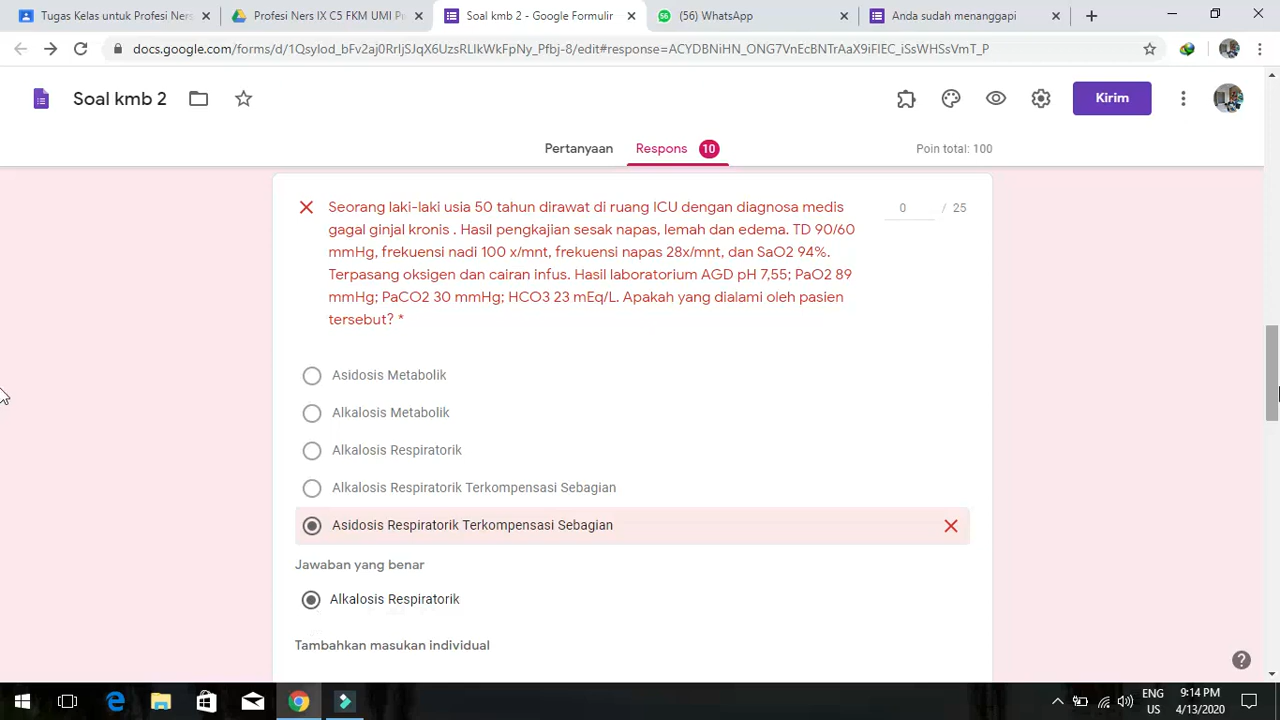 Tugas Kelas untuk Profesi Ner
Profesi Ners IX C5 FKM UMI P
Soal kmb 2 - Google Formulir
(56) WhatsApp
Anda sudah menanggapi
docs.google.com/forms/d/1Qsylod_bFv2aj0RrljSJqX6UzsRLIkWkFpNy_Pfbj-8/edit#response=ACYDBNiHN_ONG7VnEcBNTrAaX9iFIEC_iSsWHSsVmT_P
Soal kmb 2
Kirim
Pertanyaan
Respons 10
Poin total: 100
Seorang laki-laki usia 50 tahun dirawat di ruang ICU dengan diagnosa medis
0 / 25
gagal ginjal kronis . Hasil pengkajian sesak napas, lemah dan edema. TD 90/60
mmHg, frekuensi nadi 100 x/mnt, frekuensi napas 28x/mnt, dan SaO2 94%.
Terpasang oksigen dan cairan infus. Hasil laboratorium AGD pH 7,55; PaO2 89
mmHg; PaCO2 30 mmHg; HCO3 23 mEq/L. Apakah yang dialami oleh pasien
tersebut? *
Asidosis Metabolik
Alkalosis Metabolik
Alkalosis Respiratorik
Alkalosis Respiratorik Terkompensasi Sebagian
Asidosis Respiratorik Terkompensasi Sebagian
Jawaban yang benar
Alkalosis Respiratorik
Tambahkan masukan individual
ENG
US
9:14 PM
4/13/2020